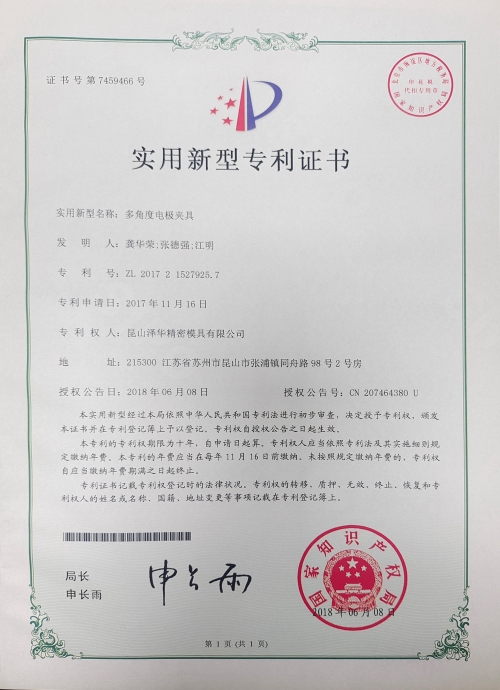 证书号第7459466号
实用新型专利证书
实用新型名称：多角度电极夹具
发明人：龚华荣;张德强;江明
专利号：ZL 2017 2 1527925.7
专利申请日：2017年11月16日
专利权人：昆山泽华精密模具有限公司
地址：215300 江苏省苏州市昆山市张浦镇同舟路98号2号房
授权公告日：2018年06月08日 授权公告号：CN 207464380 U
本实用新型经过本局依照中华人民共和国专利法进行初步审查，决定授予专利权，颁发
本证书并在专利登记簿上予以登记。专利权自授权公告之日起生效。
本专利的专利权期限为十年，自申请日起算。专利权人应当依照专利法及其实施细则规
定缴纳年费。本专利的年费应当在每年11月16日前缴纳。未按照规定缴纳年费的，专利权
自应当缴纳年费期满之日起终止。
专利证书记载专利权登记时的法律状况。专利权的转移、质押、无效、终止、恢复和专
利权人的姓名或名称、国籍、地址变更等事项记载在专利登记簿上。
局长
申长雨
申长雨
国家知识产权局
2018年06月08日
第1页(共1页)